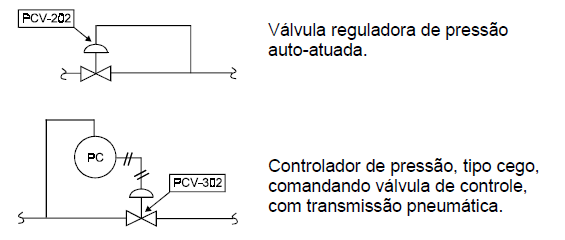 PCV-202
Válvula reguladora de pressão
auto-atuada.
PC
PCV-302
Controlador de pressão, tipo cego,
comandando válvula de controle,
com transmissão pneumática.